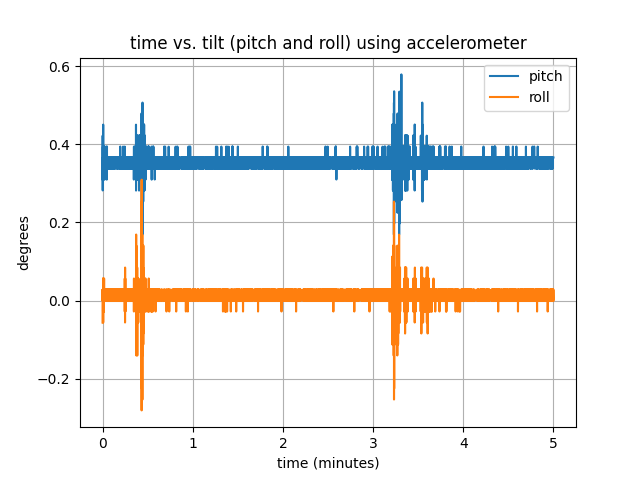 time vs. tilt (pitch and roll) using accelerometer
pitch
roll
degrees
0.6
0.4
0.2
0.0
−0.2
0 1 2 3 4 5
time (minutes)